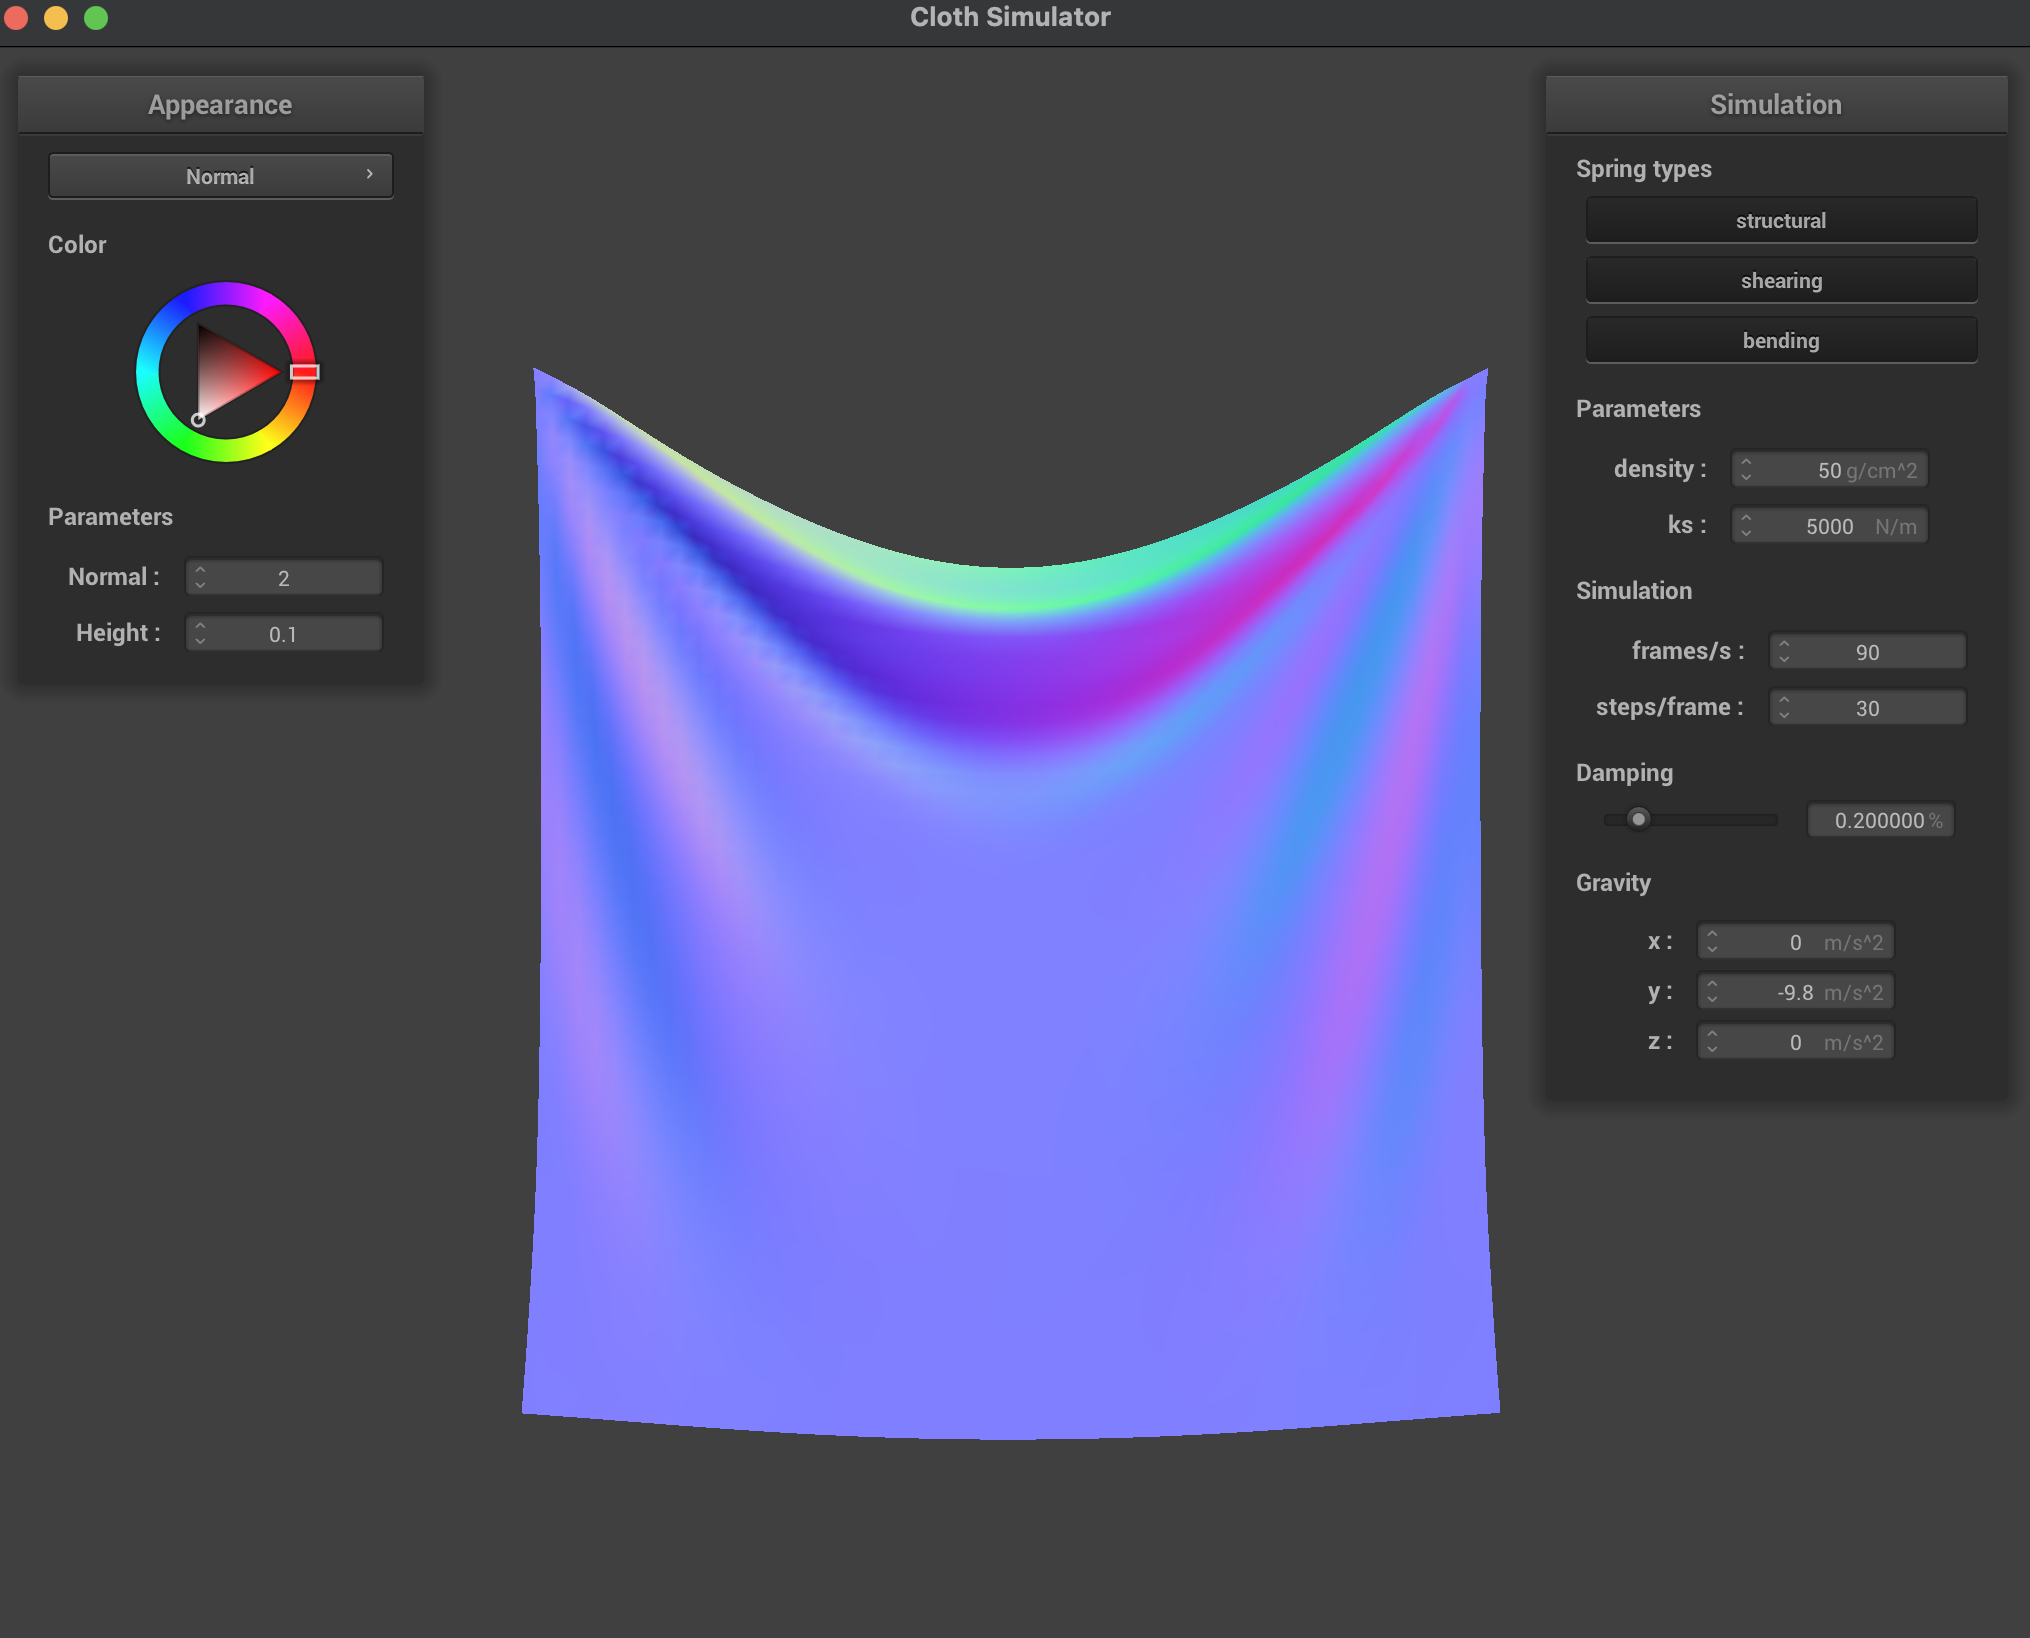 Cloth Simulator
Appearance
Normal
Color
Parameters
Normal : 2
Height : 0.1
Simulation
Spring types
structural
shearing
bending
Parameters
density : 50 g/cm^2
ks : 5000 N/m
Simulation
frames/s : 90
steps/frame : 30
Damping
0.200000 %
Gravity
x : 0 m/s^2
y : -9.8 m/s^2
z : 0 m/s^2